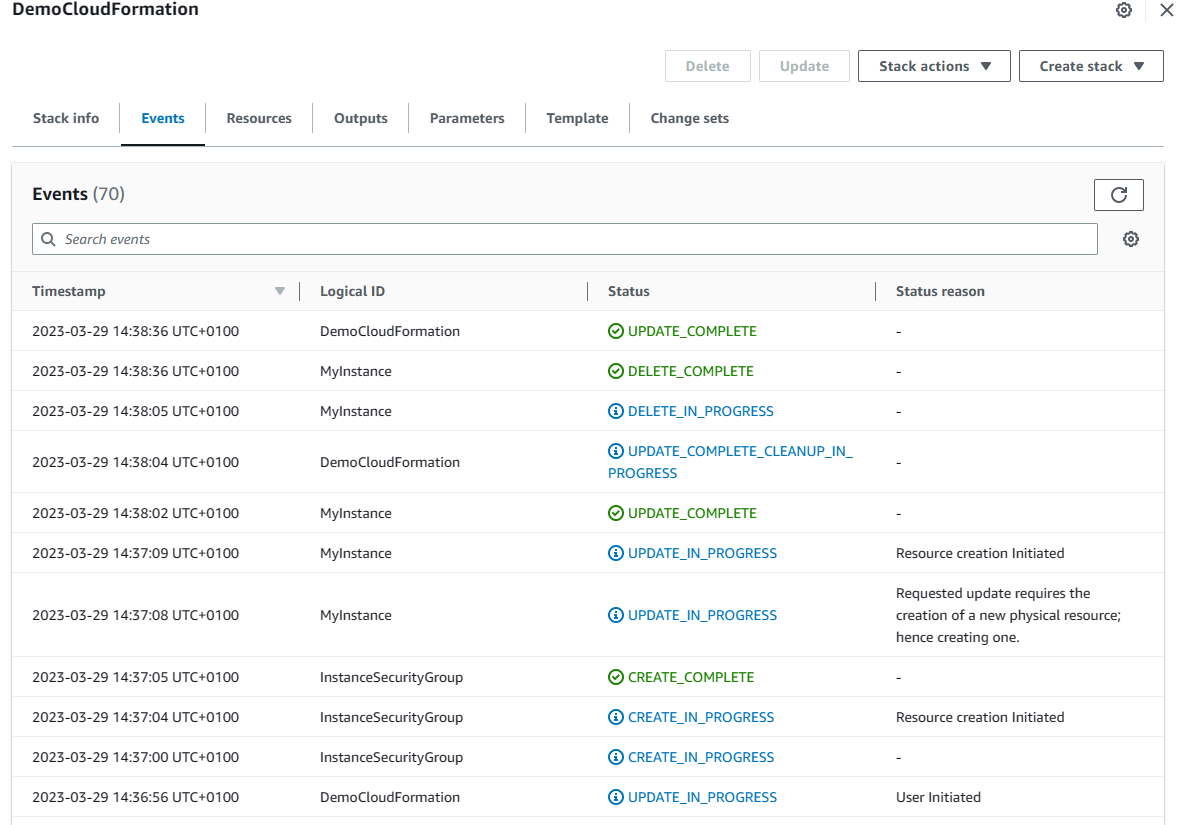 DemoCloudFormation
Delete Update Stack actions Create stack
Stack info Events Resources Outputs Parameters Template Change sets
Events (70)
Search events
Timestamp Logical ID Status Status reason
2023-03-29 14:38:36 UTC+0100 DemoCloudFormation UPDATE_COMPLETE -
2023-03-29 14:38:36 UTC+0100 MyInstance DELETE_COMPLETE -
2023-03-29 14:38:05 UTC+0100 MyInstance DELETE_IN_PROGRESS -
2023-03-29 14:38:04 UTC+0100 DemoCloudFormation UPDATE_COMPLETE_CLEANUP_IN_
PROGRESS -
2023-03-29 14:38:02 UTC+0100 MyInstance UPDATE_COMPLETE -
2023-03-29 14:37:09 UTC+0100 MyInstance UPDATE_IN_PROGRESS Resource creation Initiated
2023-03-29 14:37:08 UTC+0100 MyInstance UPDATE_IN_PROGRESS Requested update requires the
creation of a new physical resource;
hence creating one.
2023-03-29 14:37:05 UTC+0100 InstanceSecurityGroup CREATE_COMPLETE -
2023-03-29 14:37:04 UTC+0100 InstanceSecurityGroup CREATE_IN_PROGRESS Resource creation Initiated
2023-03-29 14:37:00 UTC+0100 InstanceSecurityGroup CREATE_IN_PROGRESS -
2023-03-29 14:36:56 UTC+0100 DemoCloudFormation UPDATE_IN_PROGRESS User Initiated